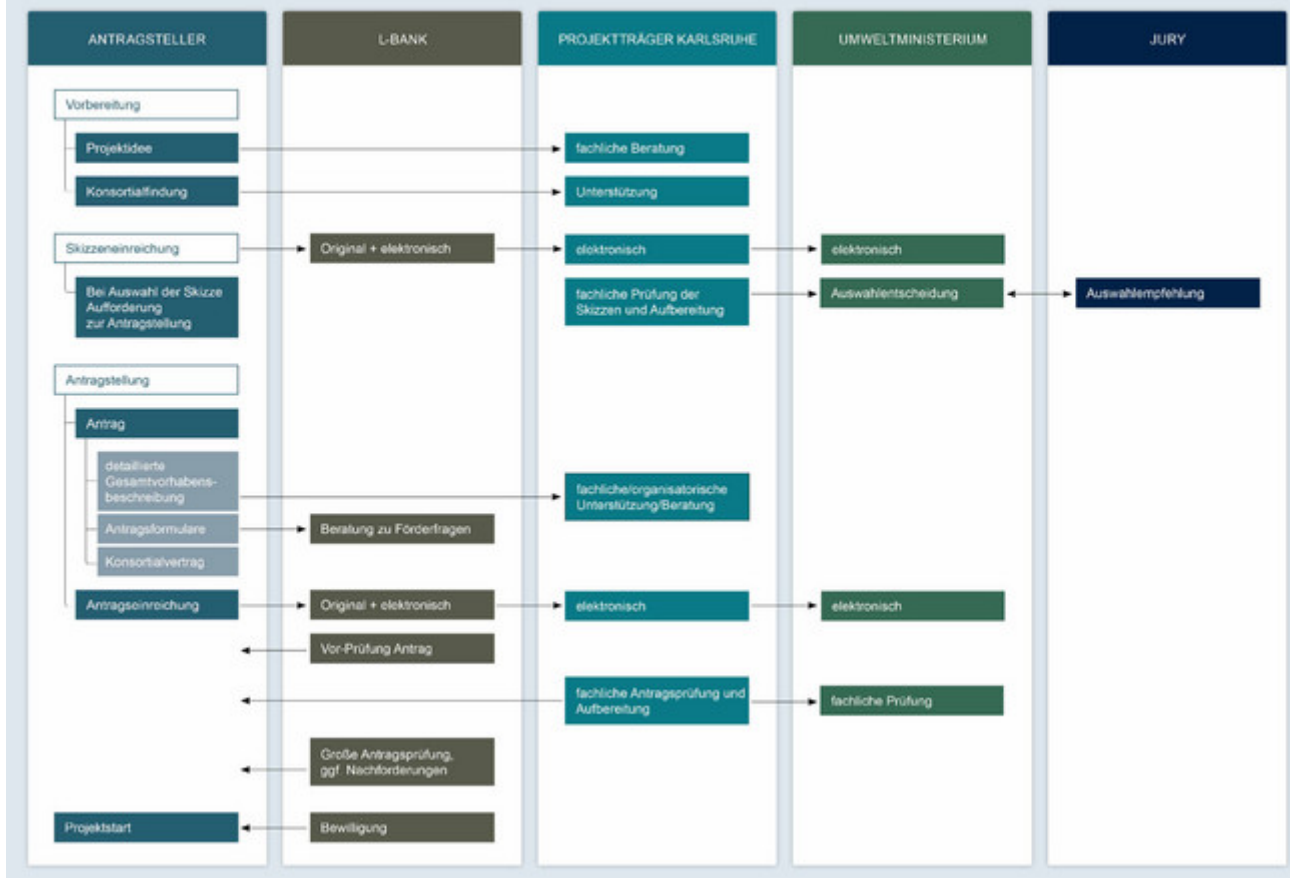 ANTRAGSTELLER
L-BANK
PROJEKTTRÄGER KARLSRUHE
UMWELTMINISTERIUM
JURY
Vorbereitung
Projektidee
fachliche Beratung
Konsortialfindung
Unterstützung
Skizzeneinreichung
Original + elektronisch
elektronisch
elektronisch
Bei Auswahl der Skizze
Aufforderung
zur Antragstellung
fachliche Prüfung der
Skizzen und Aufbereitung
Auswahlentscheidung
Auswahlempfehlung
Antragstellung
Antrag
detaillierte
Gesamtvorhabens-
beschreibung
fachliche/organisatorische
Unterstützung/Beratung
Antragsformulare
Beratung zu Förderfragen
Konsortialvertrag
Antragseinreichung
Original + elektronisch
elektronisch
elektronisch
Vor-Prüfung Antrag
fachliche Antragsprüfung und
Aufbereitung
fachliche Prüfung
Große Antragsprüfung,
ggf. Nachforderungen
Projektstart
Bewilligung